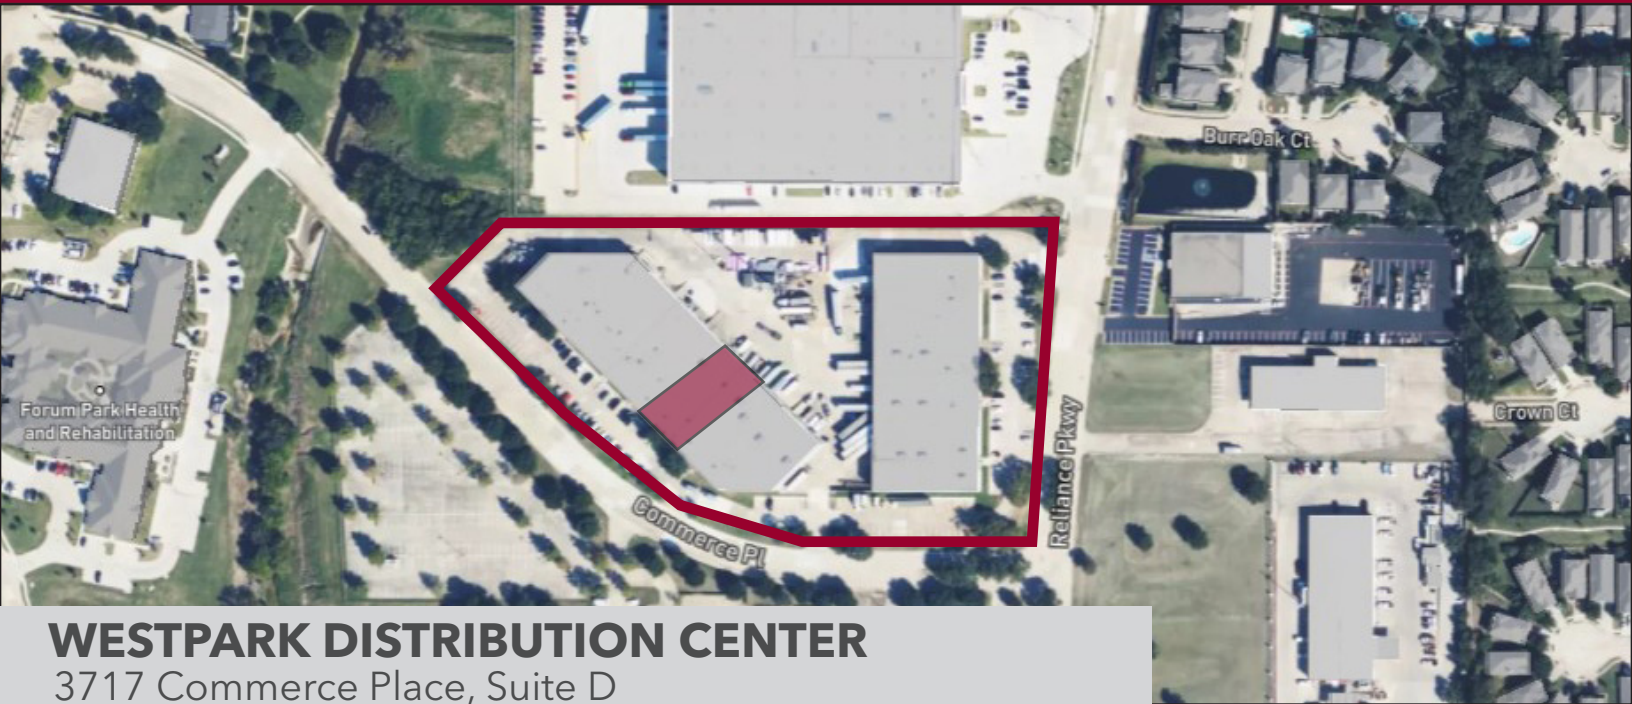 Burr Oak Ct
Forum Park Health
and Rehabilitation
Crown Ct
Reliance Pkwy
Commerce Pl
WESTPARK DISTRIBUTION CENTER
3717 Commerce Place, Suite D